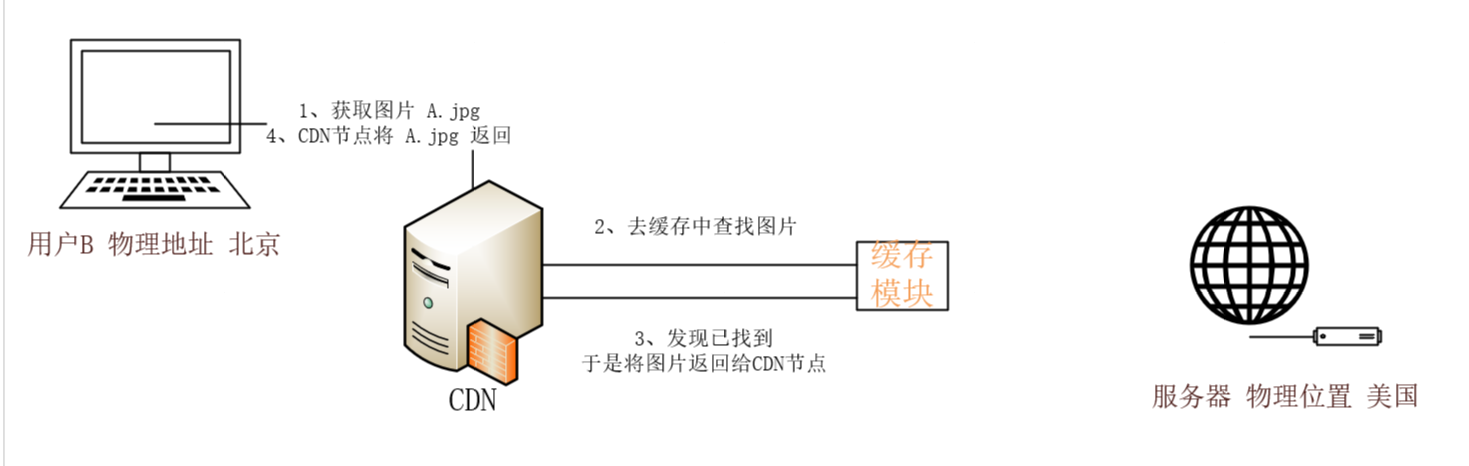 1、获取图片 A.jpg
4、CDN节点将 A.jpg 返回
用户B 物理地址 北京
2、去缓存中查找图片
缓存
模块
3、发现已找到
于是将图片返回给CDN节点
CDN
服务器 物理位置 美国